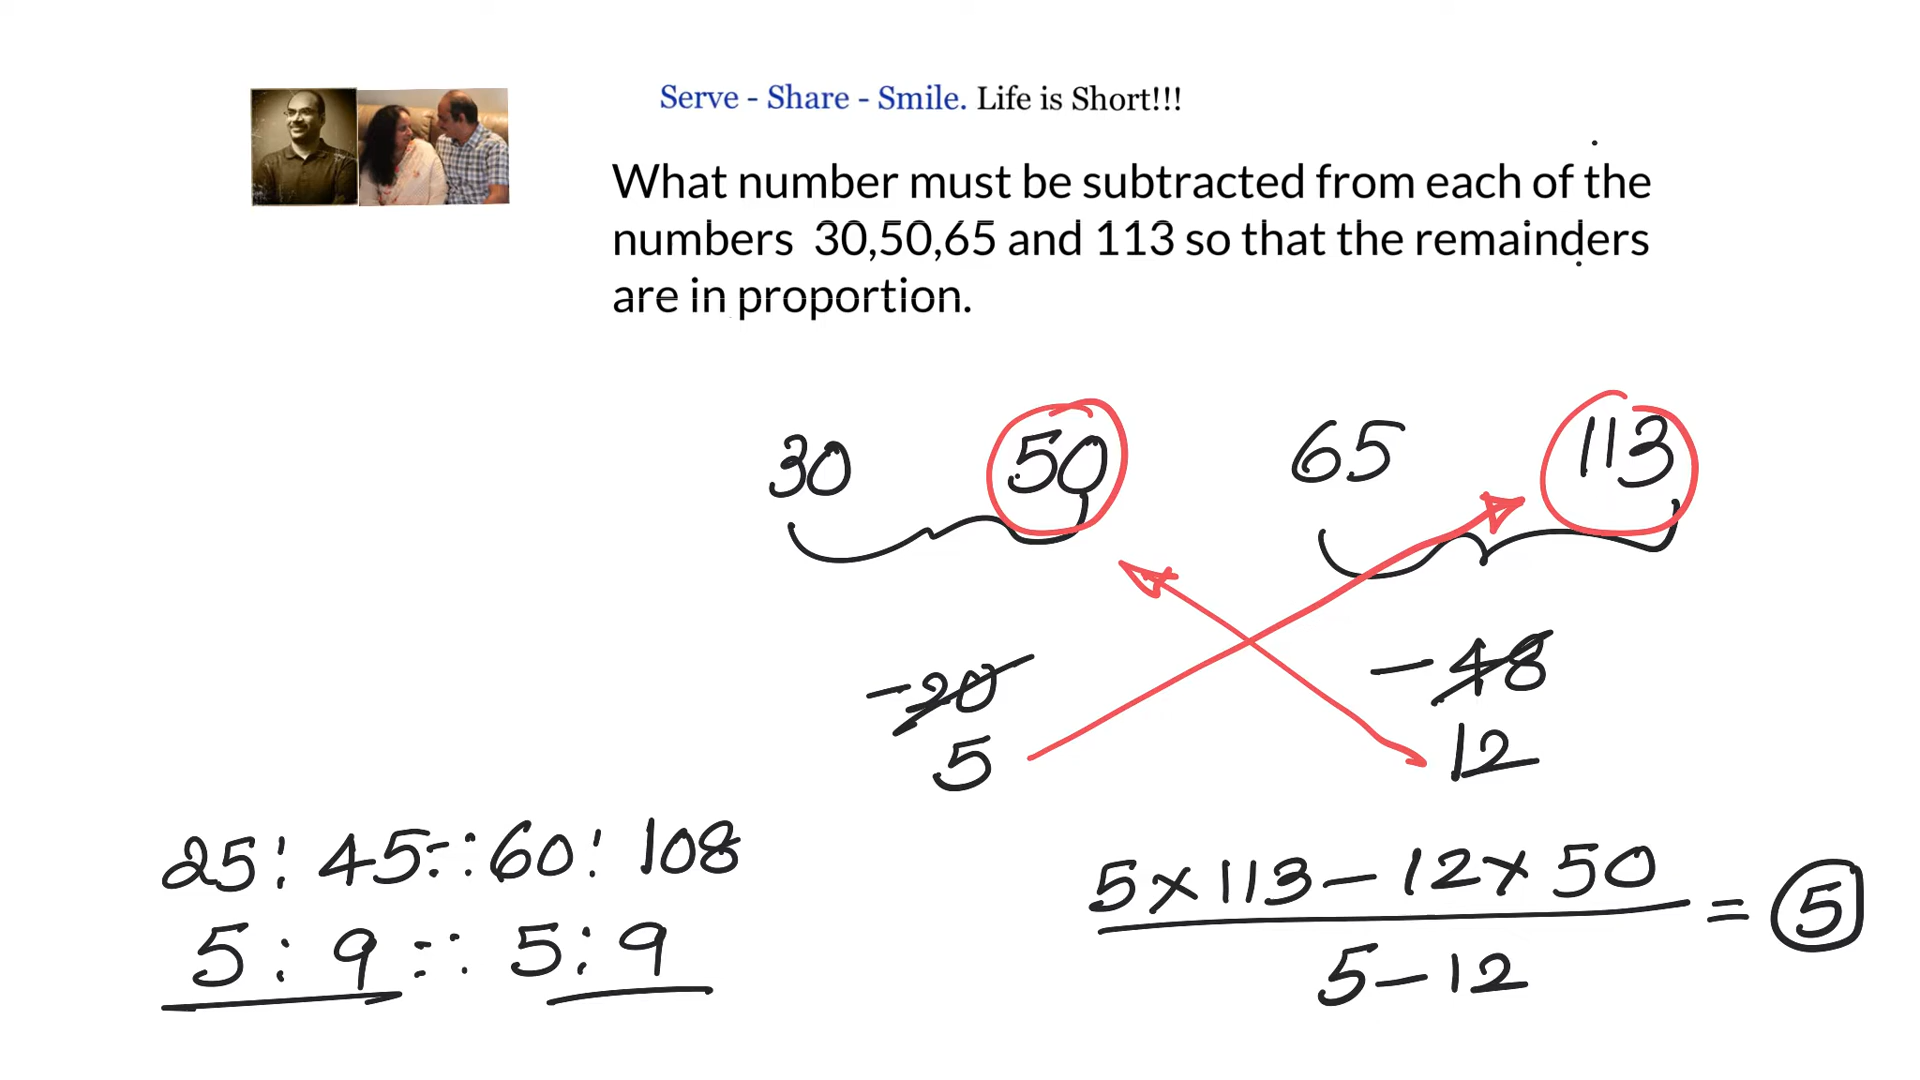 Serve - Share - Smile. Life is Short!!!
What number must be subtracted from each of the
numbers 30,50,65 and 113 so that the remainders
are in proportion.
30 50 65 113
-20 -48
5 12
25 : 45 :: 60 : 108
5 : 9 :: 5 : 9
5 × 113 - 12 × 50
5 - 12
= 5